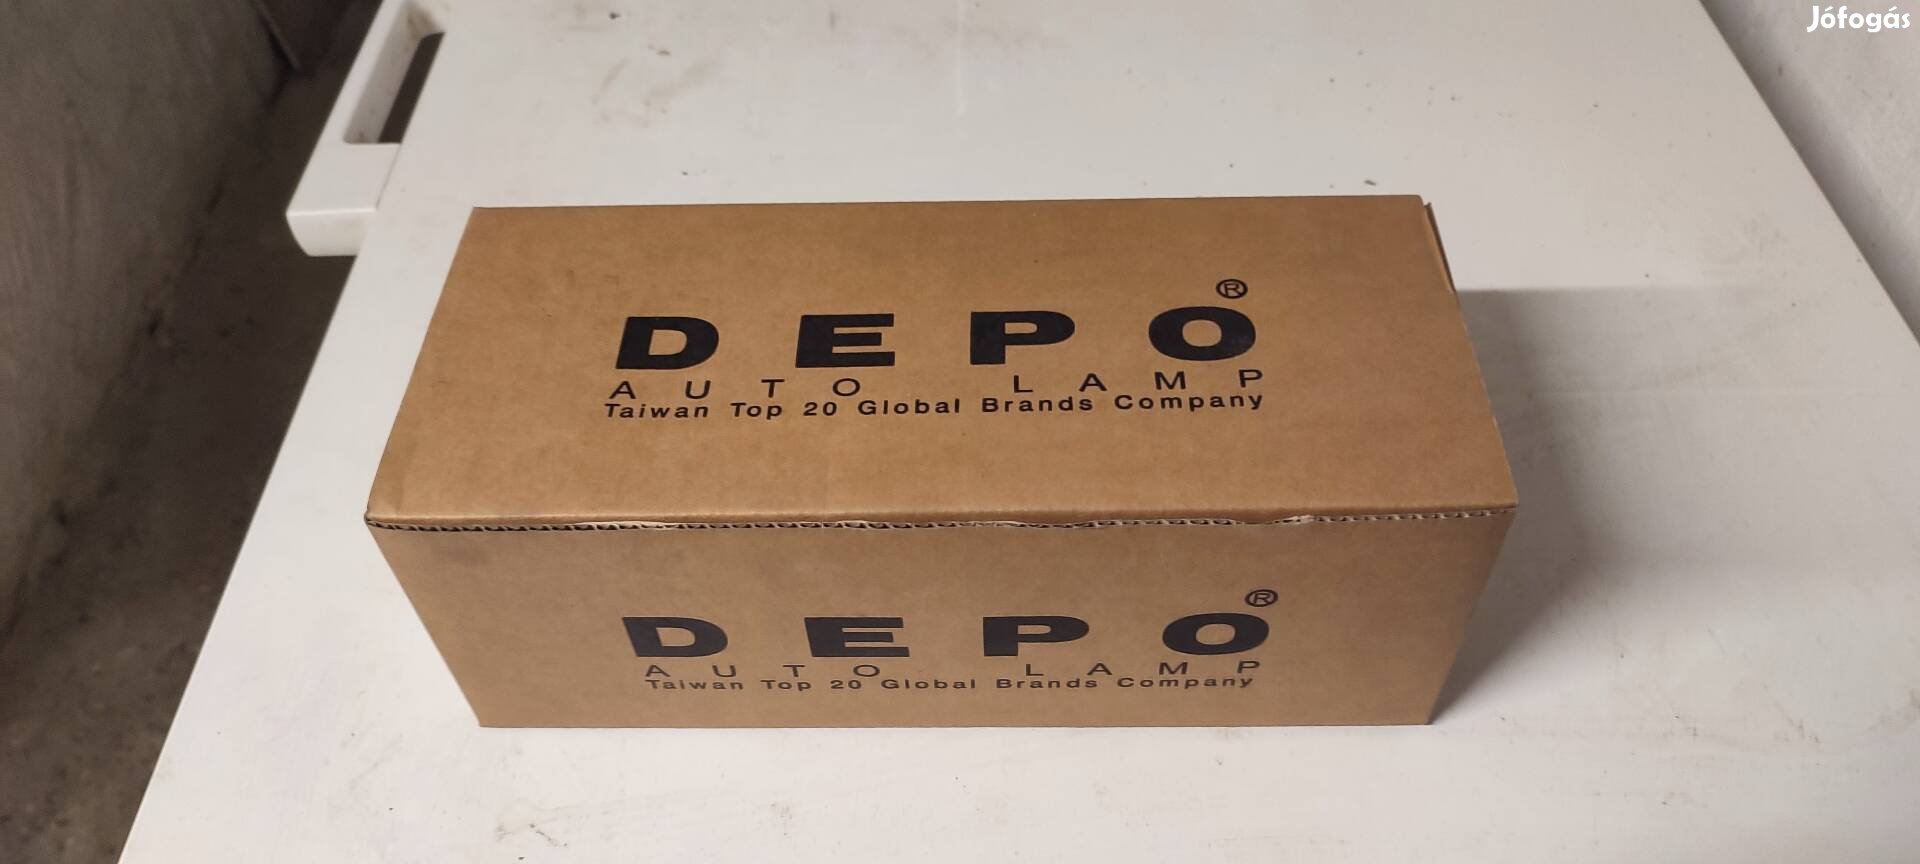 Jófogás
DEPO®
AUTO LAMP
Taiwan Top 20 Global Brands Company
DEPO®
AUTO LAMP
Taiwan Top 20 Global Brands Company